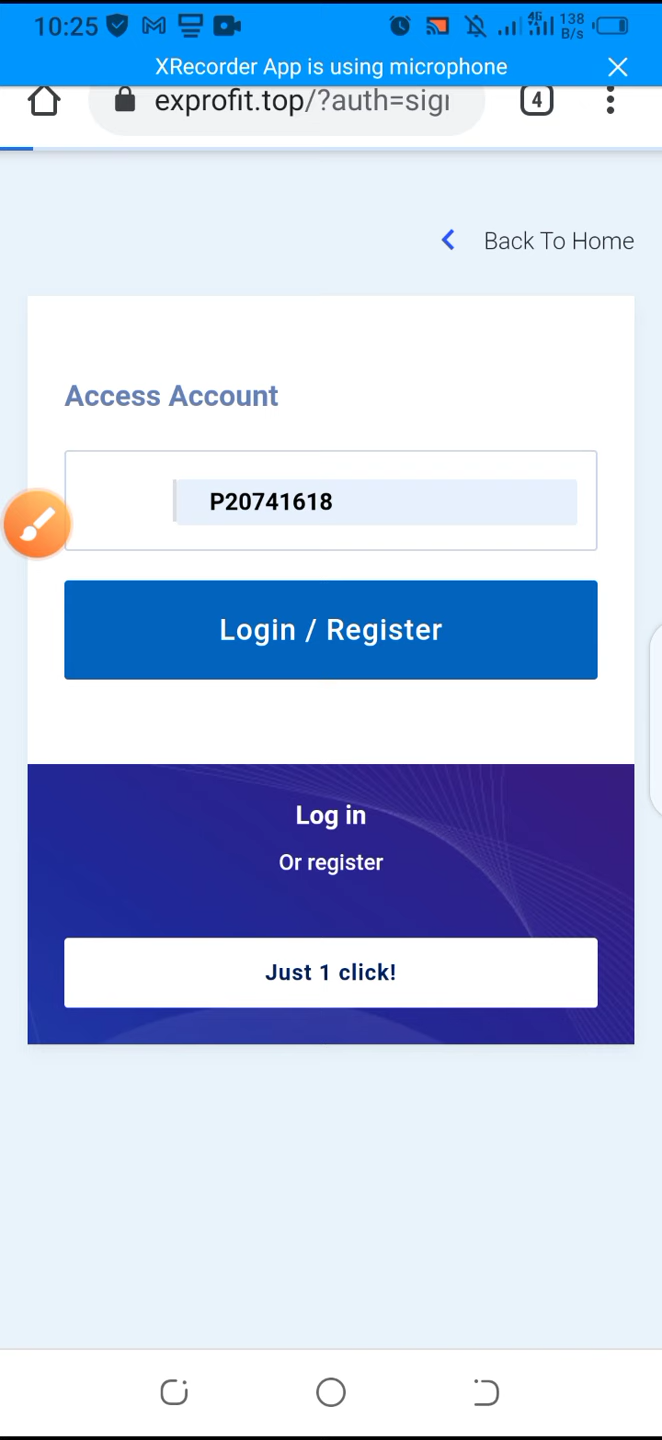 10:25
4G
138
B/s
XRecorder App is using microphone
exprofit.top/?auth=sig
4
Back To Home
Access Account
P20741618
Login / Register
Log in
Or register
Just 1 click!